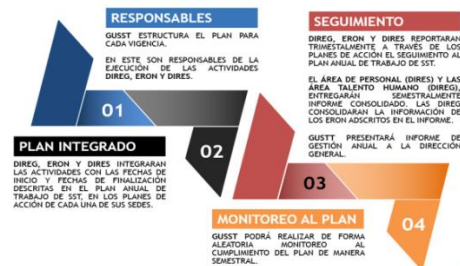 RESPONSABLES
GUSST ESTRUCTURA EL PLAN PARA
CADA VIGENCIA.
EN ESTE SON RESPONSABLES DE LA
EJECUCIÓN DE LAS ACTIVIDADES
DIREG, ERON Y DIRES.
01
PLAN INTEGRADO
DIREG, ERON Y DIRES INTEGRARAN
LAS ACTIVIDADES CON LAS FECHAS DE
INICIO Y FECHAS DE FINALIZACIÓN
DESCRITAS EN EL PLAN ANUAL DE
TRABAJO DE SST, EN LOS PLANES DE
ACCIÓN DE CADA UNA DE SUS SEDES.
02
SEGUIMIENTO
DIREG, ERON Y DIRES REPORTARAN
TRIMESTALMENTE A TRAVÉS DE LOS
PLANES DE ACCIÓN EL SEGUIMIENTO AL
PLAN ANUAL DE TRABAJO DE SST.
EL ÁREA DE PERSONAL (DIRES) Y LAS
ÁREA TALENTO HUMANO (DIREG),
ENTREGARÁN SEMESTRALMENTE
INFORME CONSOLIDADO. LAS DIREG
CONSOLIDARAN LA INFORMACIÓN DE
LOS ERON ADSCRITOS EN EL INFORME.
GUSTT PRESENTARÁ INFORME DE
GESTIÓN ANUAL A LA DIRECCIÓN
GENERAL.
03
MONITOREO AL PLAN
GUSST PODRÁ REALIZAR DE FORMA
ALEATORIA MONITOREO AL
CUMPLIMIENTO DEL PLAN DE MANERA
SEMESTRAL.
04